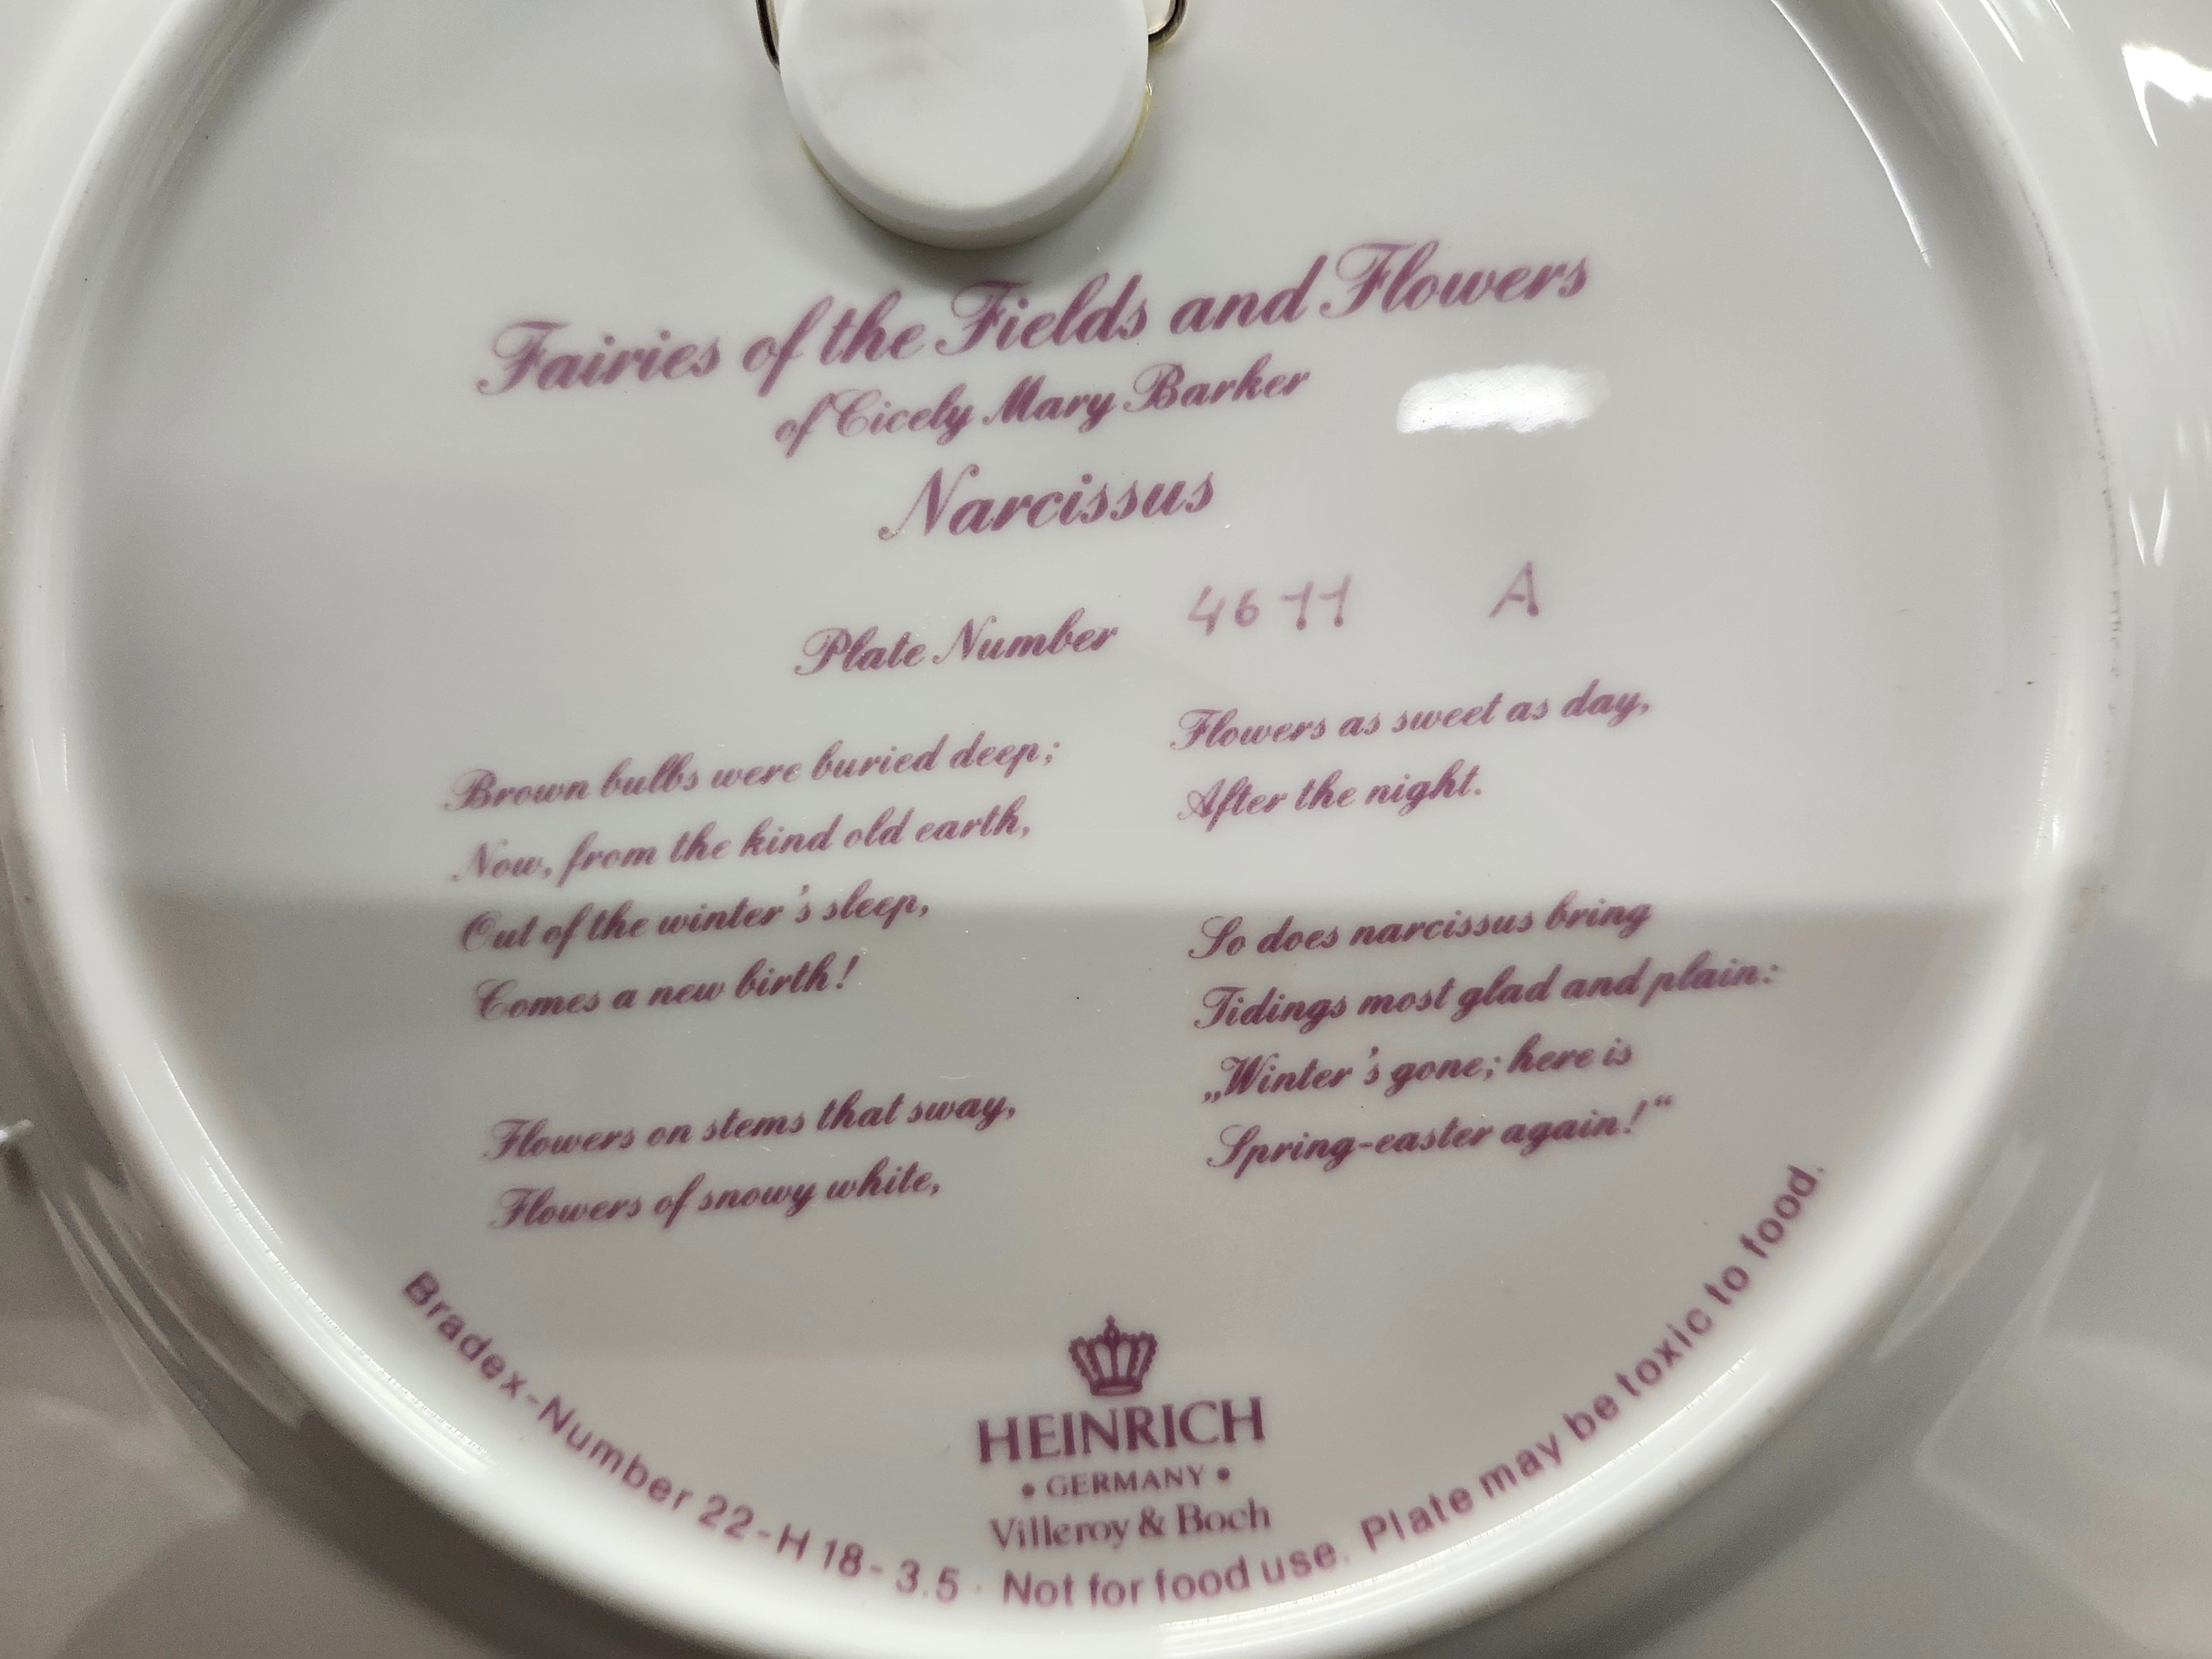 Fairies of the Fields and Flowers
of Cicely Mary Barker
Narcissus
Plate Number 4677 A
Brown bulbs were buried deep;
Now, from the kind old earth,
Out of the winter's sleep,
Comes a new birth!
Flowers on stems that sway,
Flowers of snowy white,
Flowers as sweet as day,
After the night.
So does narcissus bring
Tidings most glad and plain:
„Winter's gone; here is
Spring-easter again!“
HEINRICH
• GERMANY •
Villeroy & Boch
Bradex-Number 22-H 18-3.5 · Not for food use. Plate may be toxic to food.